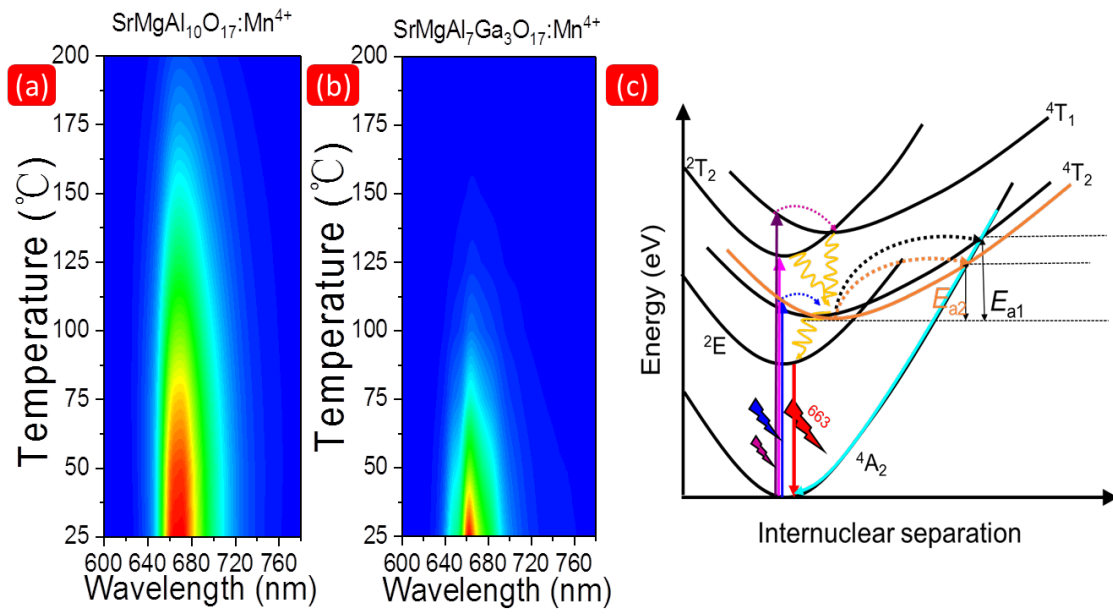 SrMgAl₁₀O₁₇:Mn⁴⁺
(a)
200
175
150
125
100
75
50
25
Temperature (℃)
600 640 680 720 760
Wavelength (nm)
SrMgAl₇Ga₃O₁₇:Mn⁴⁺
(b)
200
175
150
125
100
75
50
25
Temperature (℃)
600 640 680 720 760
Wavelength (nm)
(c)
⁴T₁
²T₂
⁴T₂
Eₐ₂
Eₐ₁
²E
663
⁴A₂
Energy (eV)
Internuclear separation